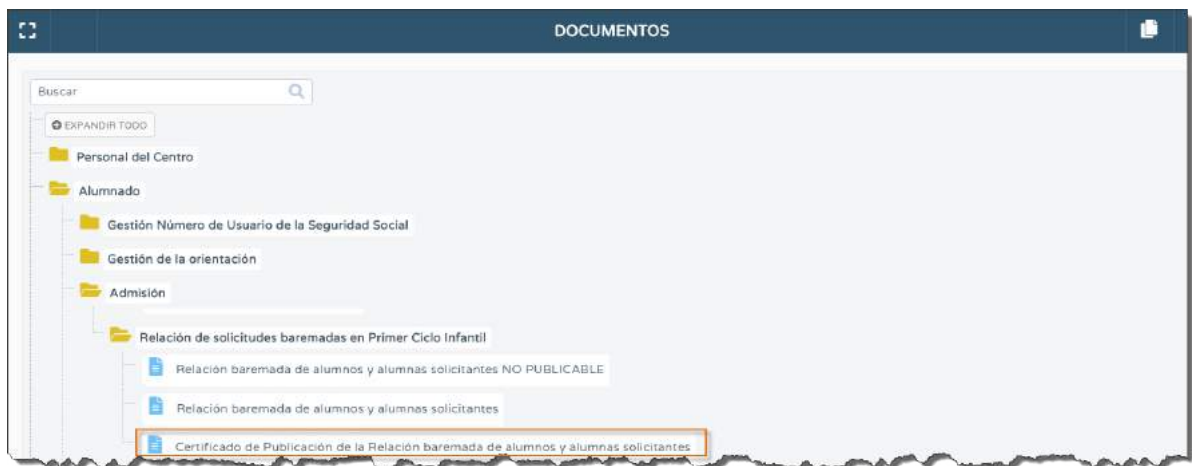 DOCUMENTOS
Buscar
EXPANDIR TODO
Personal del Centro
Alumnado
Gestión Número de Usuario de la Seguridad Social
Gestión de la orientación
Admisión
Relación de solicitudes baremadas en Primer Ciclo Infantil
Relación baremada de alumnos y alumnas solicitantes NO PUBLICABLE
Relación baremada de alumnos y alumnas solicitantes
Certificado de Publicación de la Relación baremada de alumnos y alumnas solicitantes